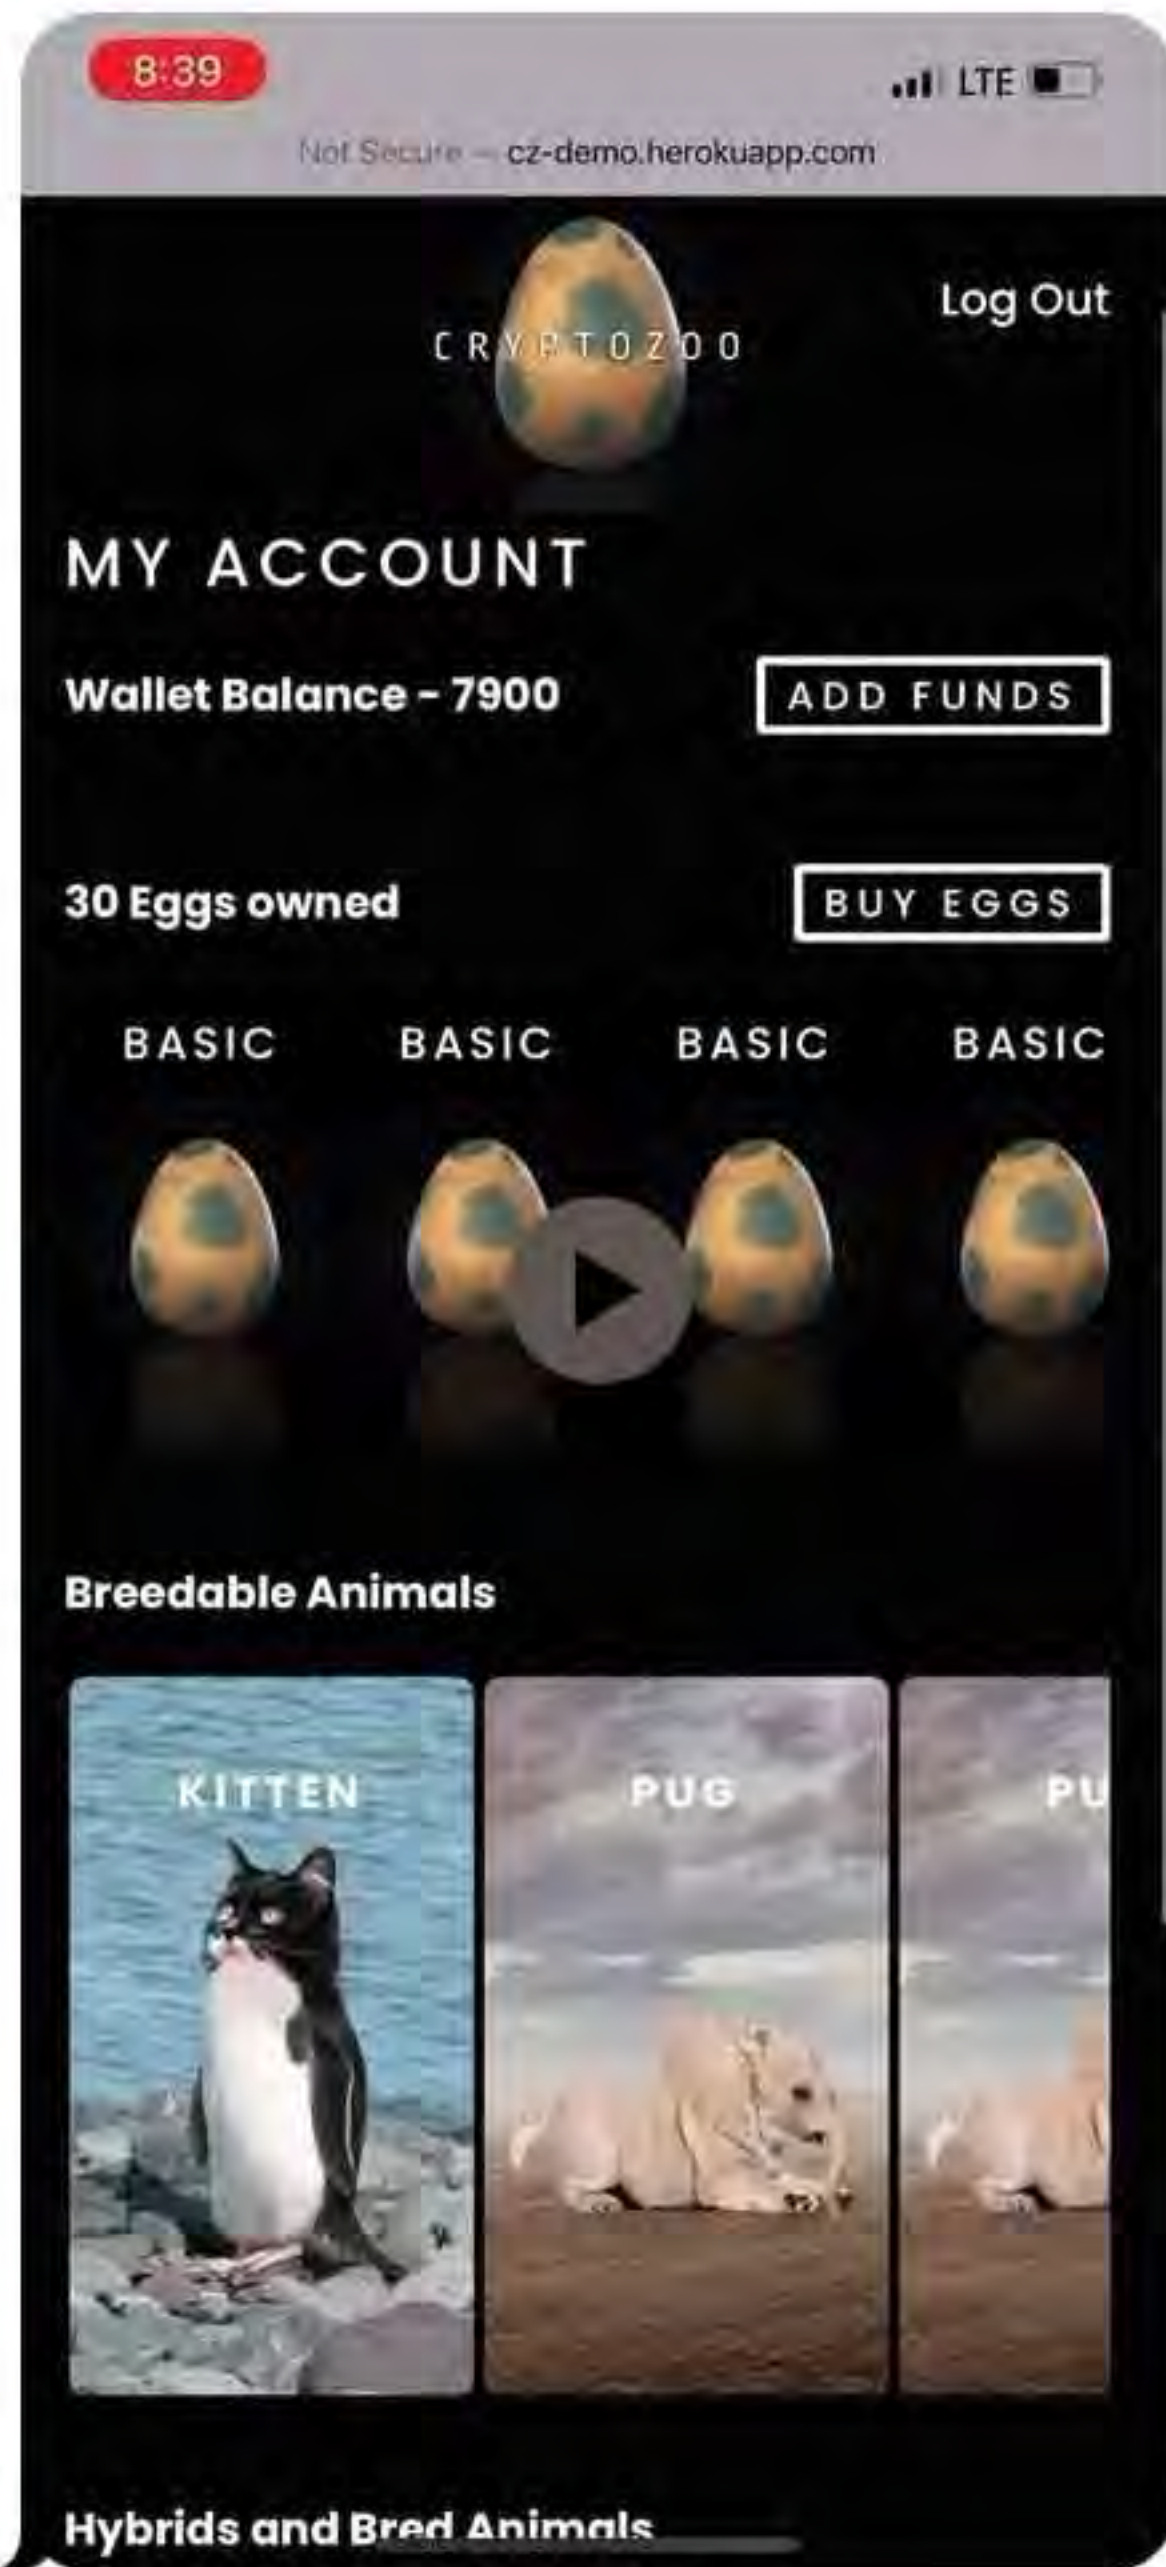 8:39 LTE
Not Secure — cz-demo.herokuapp.com
Log Out
CRYPTOZOO
MY ACCOUNT
Wallet Balance - 7900 ADD FUNDS
30 Eggs owned BUY EGGS
BASIC BASIC BASIC BASIC
Breedable Animals
KITTEN PUG PU
Hybrids and Bred Animals